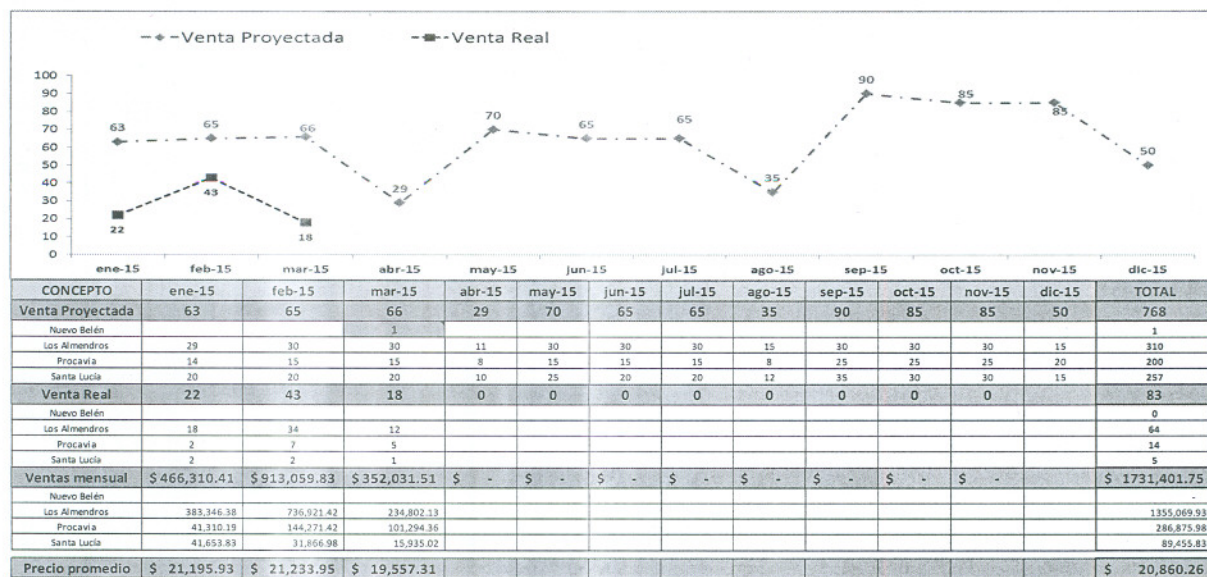 Venta Proyectada Venta Real
100
90
80
70
60
50
40
30
20
10
0
63 65 66 29 70 65 65 35 90 85 85 50
22 43 18
ene-15 feb-15 mar-15 abr-15 may-15 jun-15 jul-15 ago-15 sep-15 oct-15 nov-15 dic-15
CONCEPTO ene-15 feb-15 mar-15 abr-15 may-15 jun-15 jul-15 ago-15 sep-15 oct-15 nov-15 dic-15 TOTAL
Venta Proyectada 63 65 66 29 70 65 65 35 90 85 85 50 768
Nuevo Belén 1 1
Los Almendros 29 30 30 11 30 30 30 15 30 30 30 15 310
Procavia 14 15 15 8 15 15 15 8 25 25 25 20 200
Santa Lucía 20 20 20 10 25 20 20 12 35 30 30 15 257
Venta Real 22 43 18 0 0 0 0 0 0 0 0 83
Nuevo Belén 0
Los Almendros 18 34 12 64
Procavia 2 7 5 14
Santa Lucía 2 2 1 5
Ventas mensual $ 466,310.41 $ 913,059.83 $ 352,031.51 $ - $ - $ - $ - $ - $ - $ - $ - $ 1731,401.75
Nuevo Belén -
Los Almendros 383,346.38 736,921.42 234,802.13 1355,069.93
Procavia 41,310.19 144,271.42 101,294.36 286,875.98
Santa Lucía 41,653.83 31,866.98 15,935.02 89,455.83
Precio promedio $ 21,195.93 $ 21,233.95 $ 19,557.31 $ 20,860.26